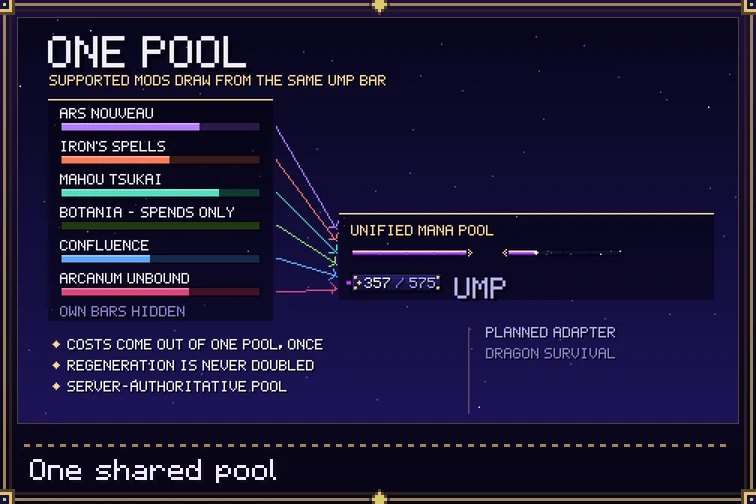 ONE POOL
SUPPORTED MODS DRAW FROM THE SAME UMP BAR
ARS NOUVEAU
IRON'S SPELLS
MAHOU TSUKAI
BOTANIA - SPENDS ONLY
CONFLUENCE
ARCANUM UNBOUND
OWN BARS HIDDEN
UNIFIED MANA POOL
+357 / 575
UMP
COSTS COME OUT OF ONE POOL, ONCE
REGENERATION IS NEVER DOUBLED
SERVER-AUTHORITATIVE POOL
PLANNED ADAPTER
DRAGON SURVIVAL
One shared pool